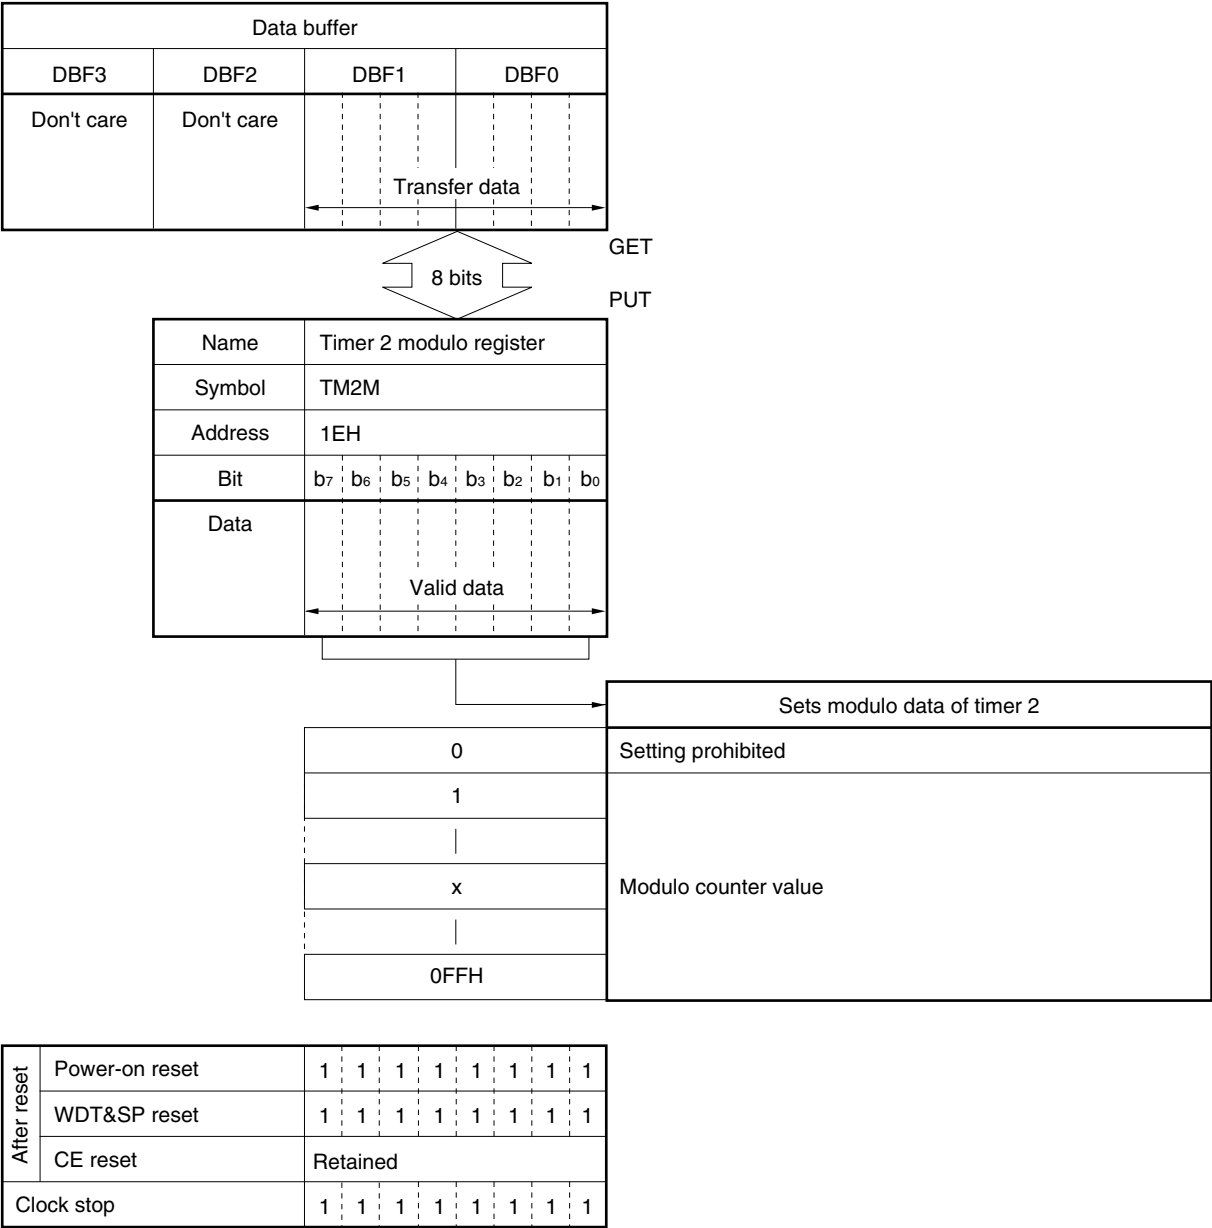 Data buffer
DBF3 DBF2 DBF1 DBF0
Don't care Don't care
Transfer data
GET
8 bits
PUT
Name Timer 2 modulo register
Symbol TM2M
Address 1EH
Bit b7 b6 b5 b4 b3 b2 b1 b0
Data
Valid data
Sets modulo data of timer 2
0 Setting prohibited
1
x Modulo counter value
0FFH
After reset
Power-on reset 1 1 1 1 1 1 1 1
WDT&SP reset 1 1 1 1 1 1 1 1
CE reset Retained
Clock stop 1 1 1 1 1 1 1 1